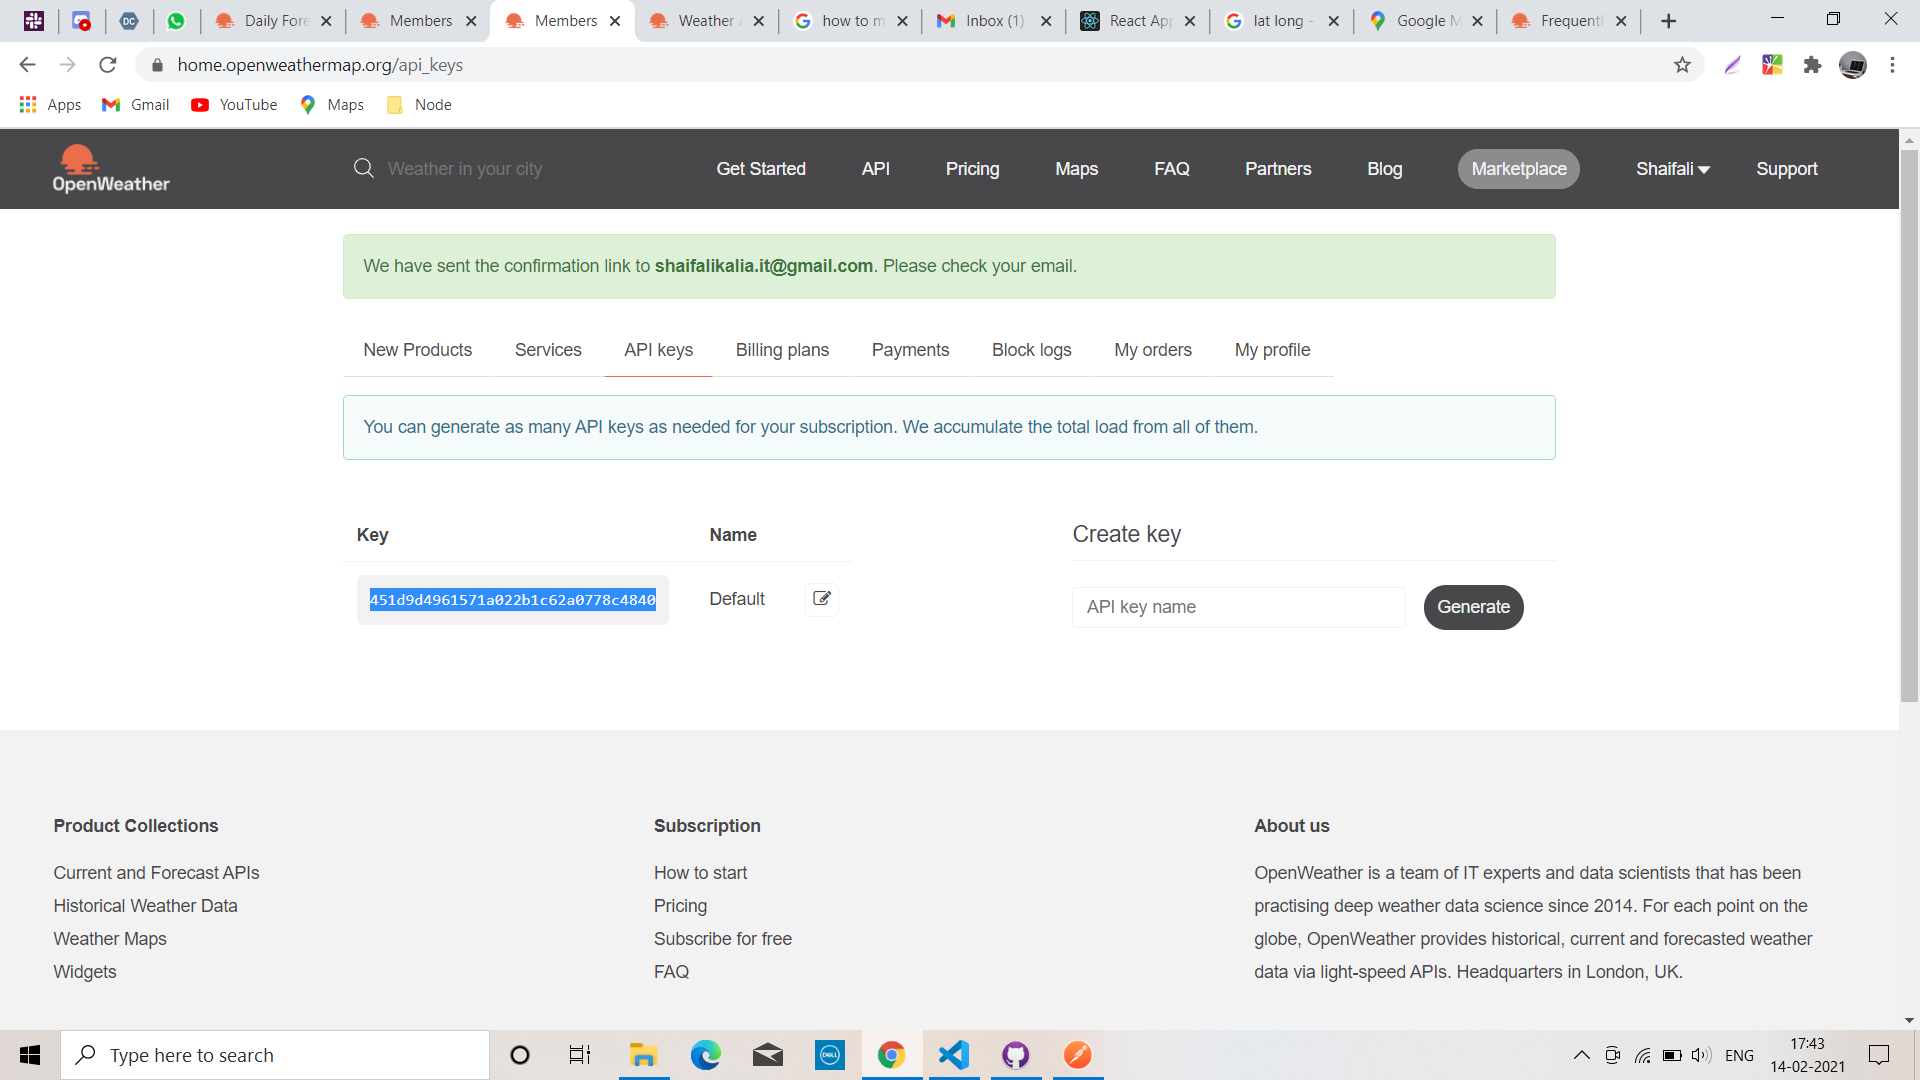 Daily Fore
Members
Members
Weather
how to m
Inbox (1)
React App
lat long -
Google M
Frequent
home.openweathermap.org/api_keys
Apps
Gmail
YouTube
Maps
Node
OpenWeather
Weather in your city
Get Started
API
Pricing
Maps
FAQ
Partners
Blog
Marketplace
Shaifali
Support
We have sent the confirmation link to shaifalikalia.it@gmail.com. Please check your email.
New Products
Services
API keys
Billing plans
Payments
Block logs
My orders
My profile
You can generate as many API keys as needed for your subscription. We accumulate the total load from all of them.
Key
Name
Create key
451d9d4961571a022b1c62a0778c4840
Default
API key name
Generate
Product Collections
Current and Forecast APIs
Historical Weather Data
Weather Maps
Widgets
Subscription
How to start
Pricing
Subscribe for free
FAQ
About us
OpenWeather is a team of IT experts and data scientists that has been
practising deep weather data science since 2014. For each point on the
globe, OpenWeather provides historical, current and forecasted weather
data via light-speed APIs. Headquarters in London, UK.
Type here to search
DELL
ENG
17:43
14-02-2021